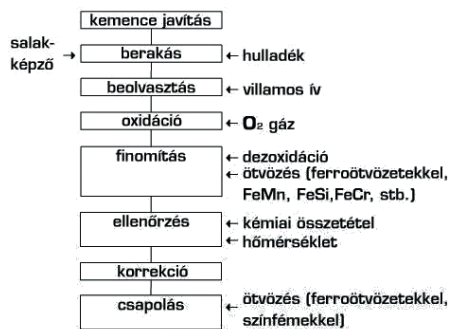 kemence javítás
salak-
képző
berakás
hulladék
beolvasztás
villamos ív
oxidáció
O₂ gáz
finomítás
dezoxidáció
ötvözés (ferroötvözetekkel,
FeMn, FeSi,FeCr, stb.)
ellenőrzés
kémiai összetétel
hőmérséklet
korrekció
csapolás
ötvözés (ferroötvözetekkel,
színfémekkel)